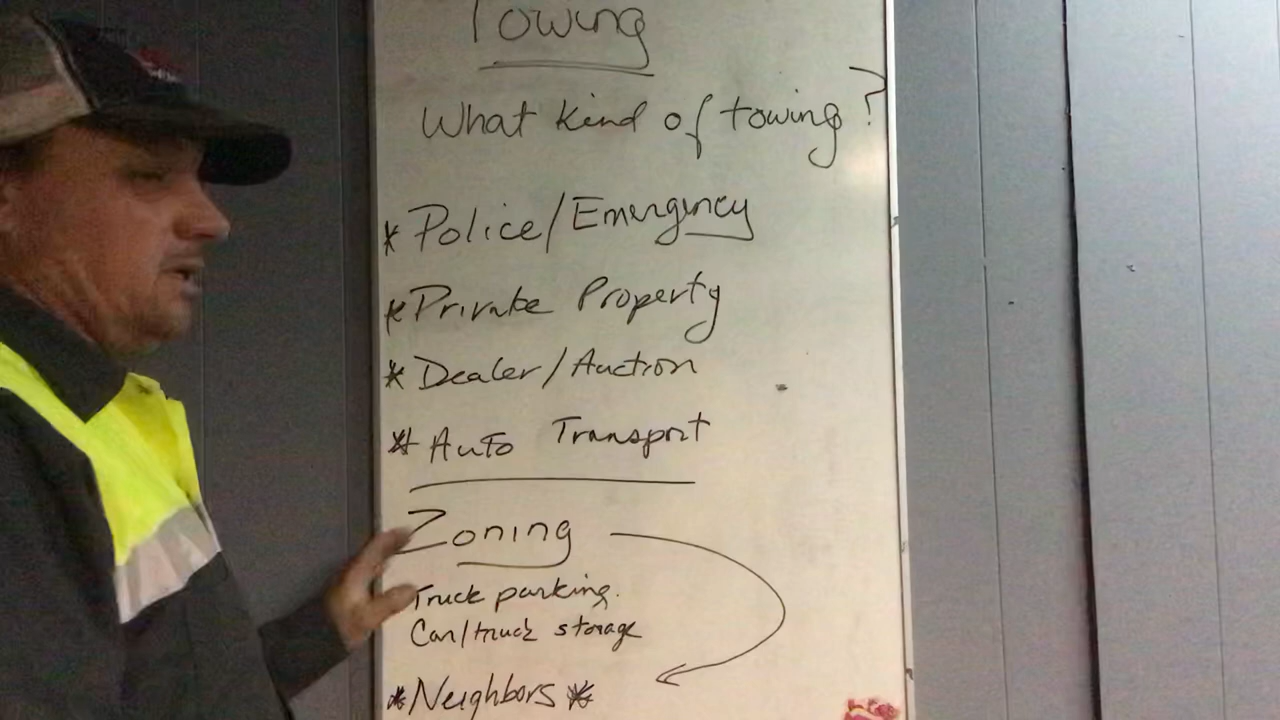 Towing
What kind of towing?
* Police/Emergency
* Private Property
* Dealer/Auction
* Auto Transport
Zoning
Truck parking.
Car/truck storage
* Neighbors *